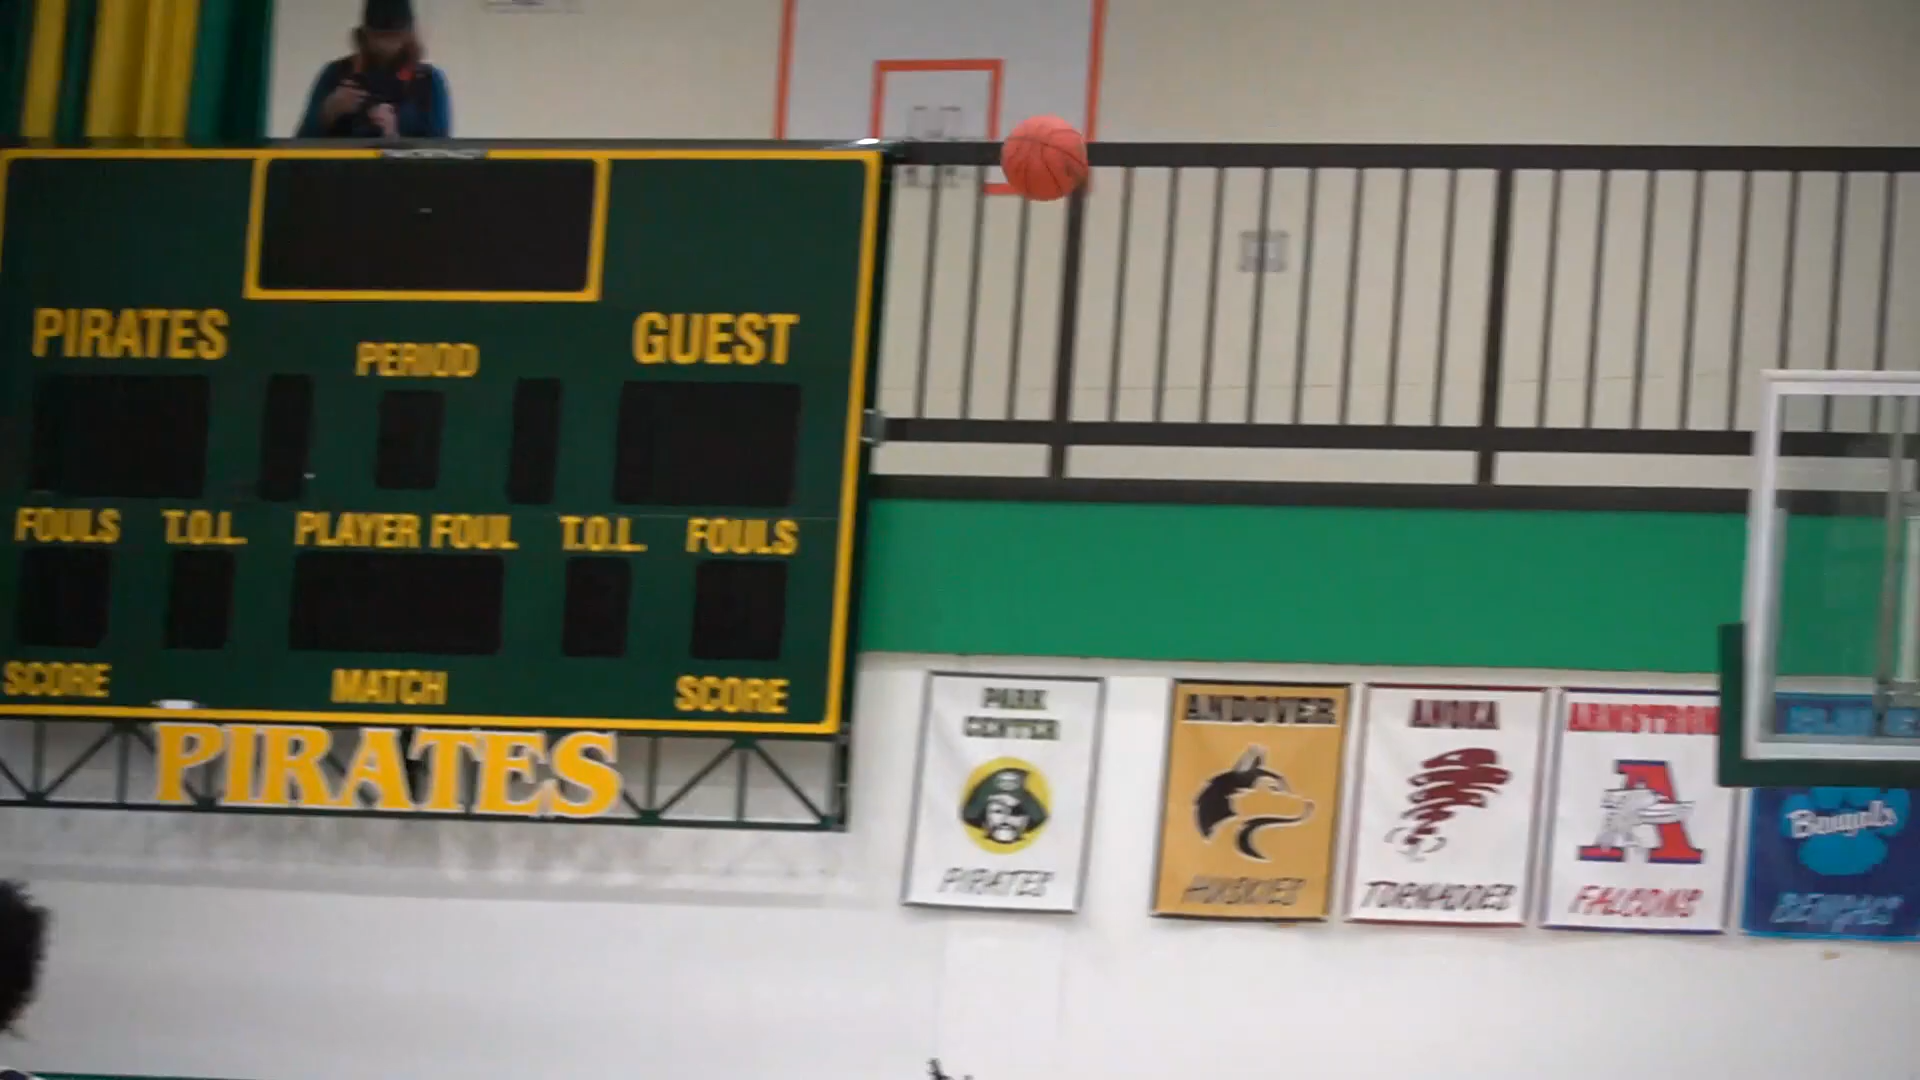 PIRATES
GUEST
PERIOD
FOULS
T.O.L.
PLAYER FOUL
T.O.L.
FOULS
SCORE
MATCH
SCORE
PIRATES
PARK
CENTER
PIRATES
ANDOVER
HUSKIES
ANOKA
TORNADOES
ARMSTRON
FALCONS
Bengals
BENGALS